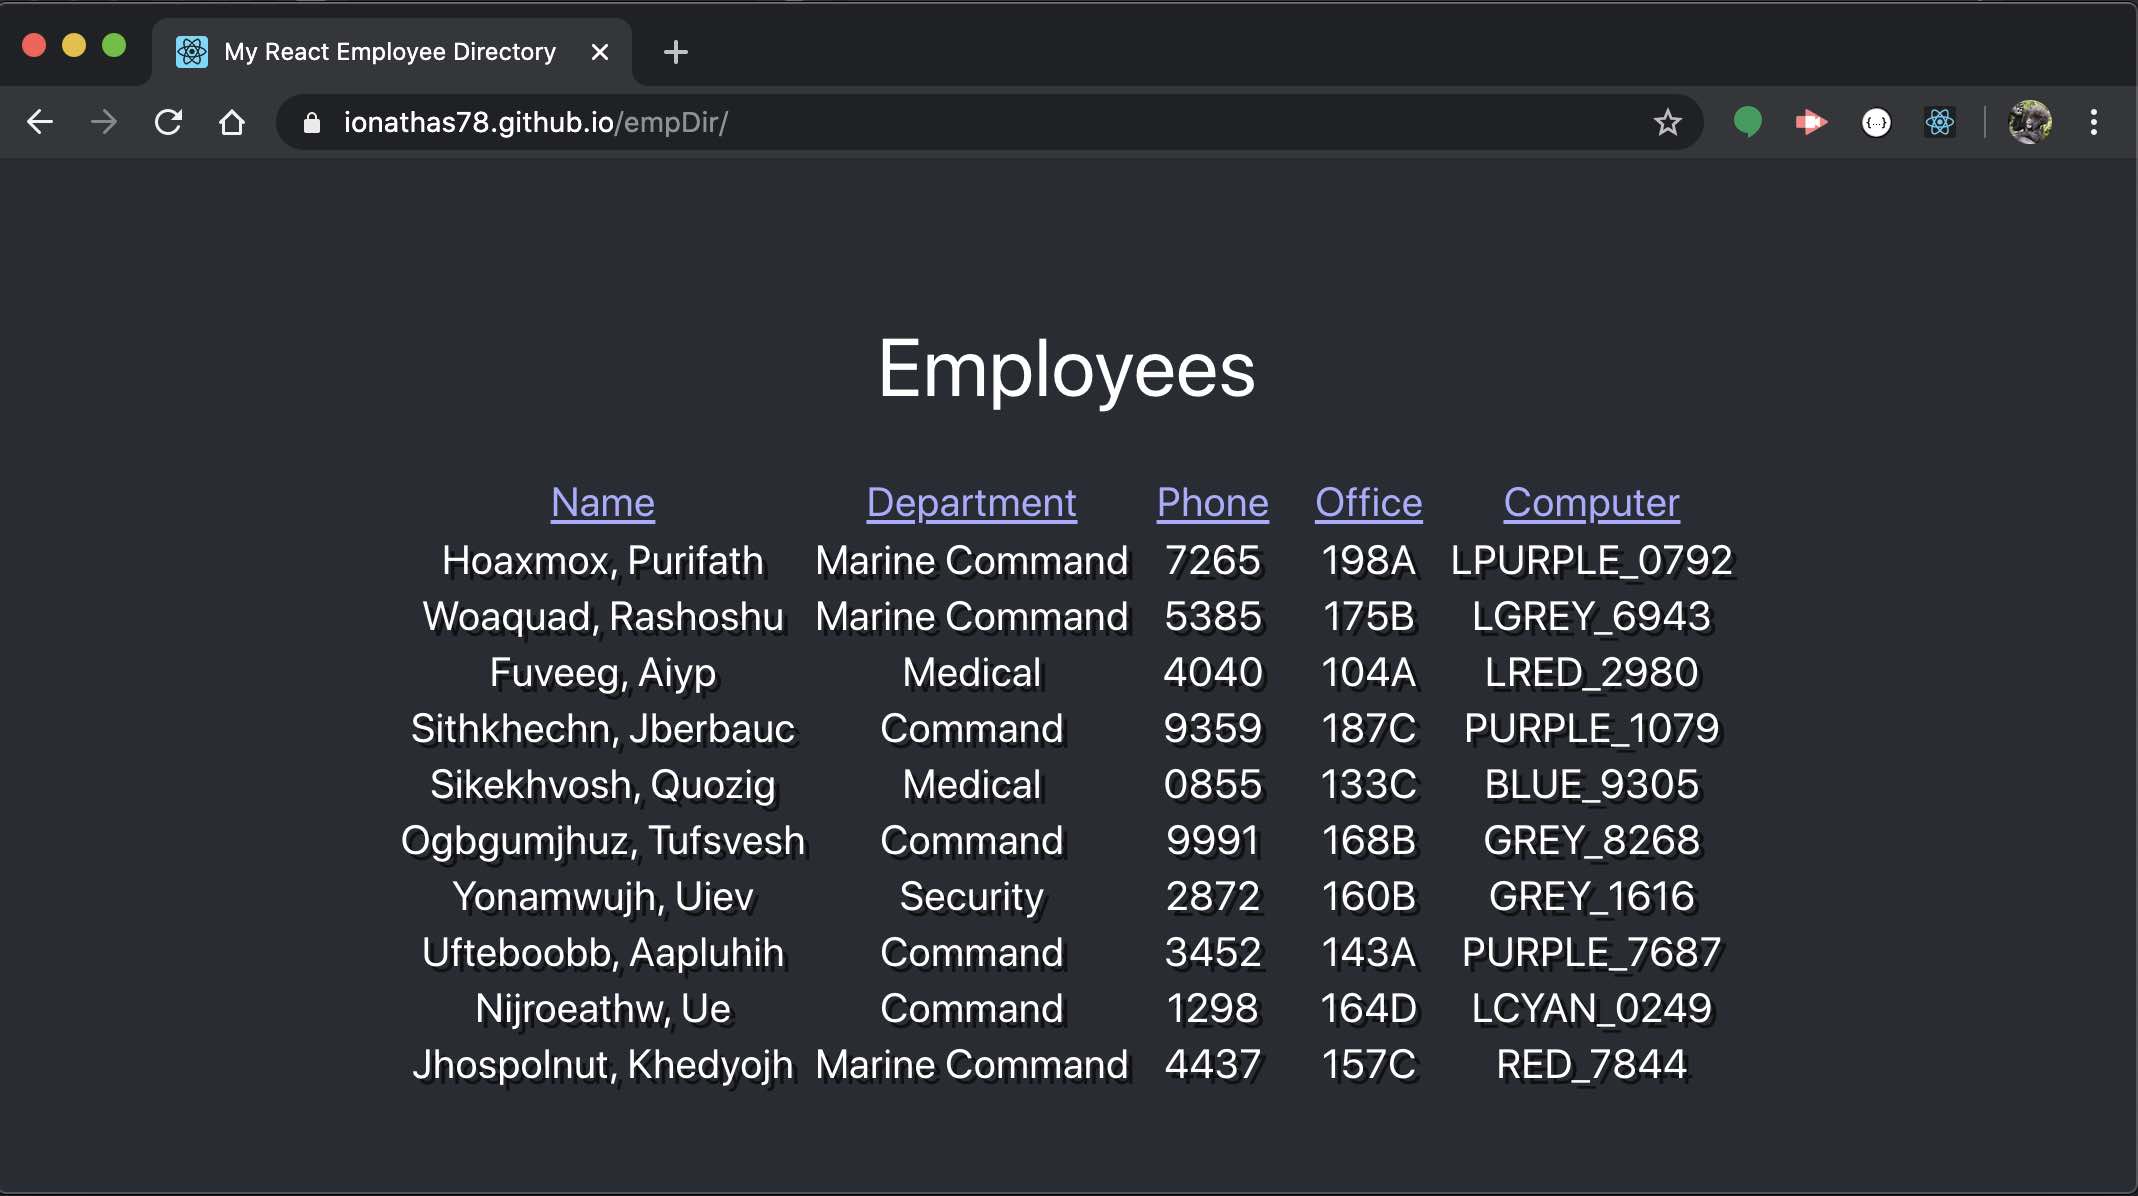 My React Employee Directory
ionathas78.github.io/empDir/
{...}
Employees
Name Department Phone Office Computer
Hoaxmox, Purifath Marine Command 7265 198A LPURPLE_0792
Woaquad, Rashoshu Marine Command 5385 175B LGREY_6943
Fuveeg, Aiyp Medical 4040 104A LRED_2980
Sithkhechn, Jberbauc Command 9359 187C PURPLE_1079
Sikekhvosh, Quozig Medical 0855 133C BLUE_9305
Ogbgumjhuz, Tufsvesh Command 9991 168B GREY_8268
Yonamwujh, Uiev Security 2872 160B GREY_1616
Ufteboobb, Aapluhih Command 3452 143A PURPLE_7687
Nijroeathw, Ue Command 1298 164D LCYAN_0249
Jhospolnut, Khedyojh Marine Command 4437 157C RED_7844